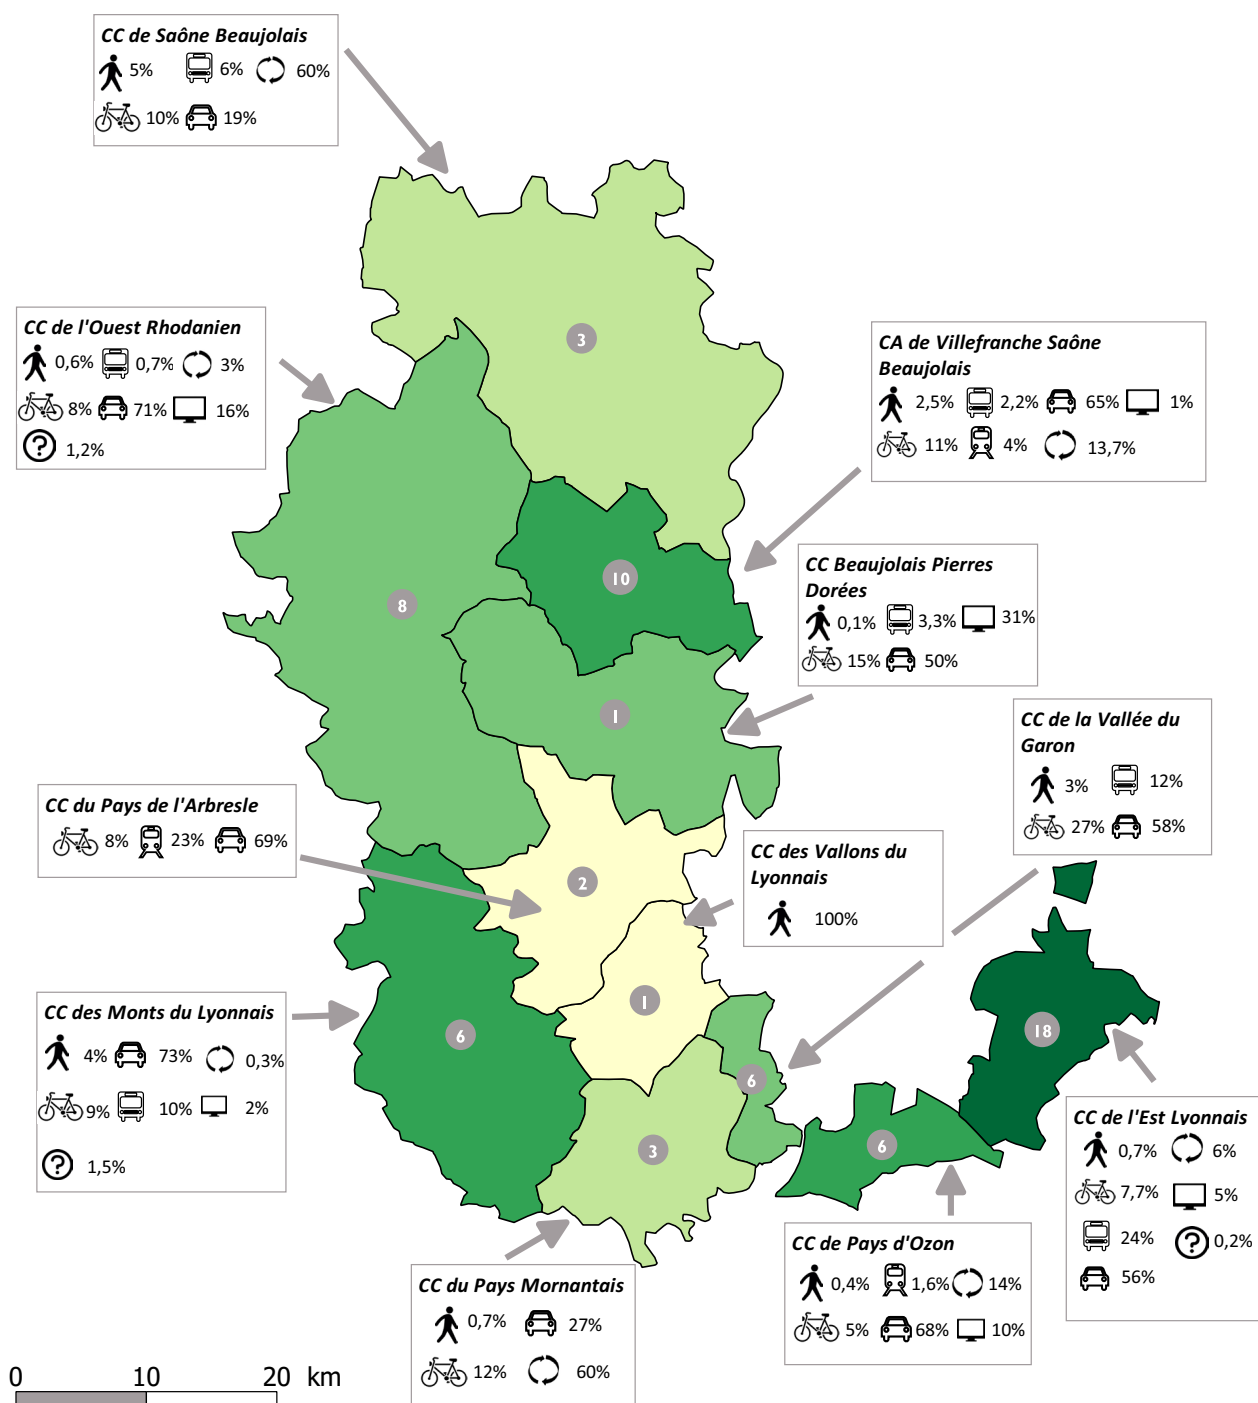 CC de Saône Beaujolais
5% 6% 60%
10% 19%
CC de l'Ouest Rhodanien
0,6% 0,7% 3%
8% 71% 16%
1,2%
3
CA de Villefranche Saône
Beaujolais
2,5% 2,2% 65% 1%
11% 4% 13,7%
10
8
CC Beaujolais Pierres
Dorées
0,1% 3,3% 31%
15% 50%
1
CC de la Vallée du
Garon
3% 12%
27% 58%
CC du Pays de l'Arbresle
8% 23% 69%
2
CC des Vallons du
Lyonnais
100%
1
CC des Monts du Lyonnais
4% 73% 0,3%
9% 10% 2%
1,5%
6
18
6
3
6
CC de l'Est Lyonnais
0,7% 6%
7,7% 5%
24% 0,2%
56%
CC de Pays d'Ozon
0,4% 1,6% 14%
5% 68% 10%
CC du Pays Mornantais
0,7% 27%
12% 60%
0 10 20 km